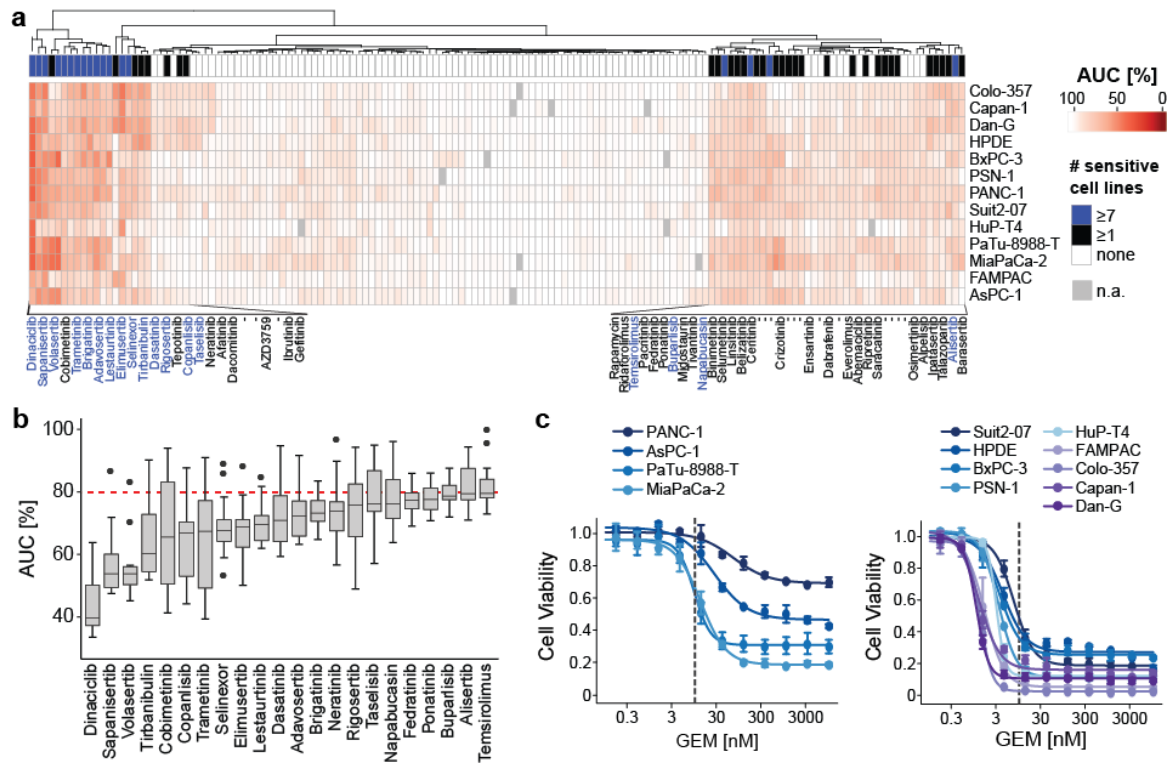 a
AUC [%]
100 50 0
# sensitive
cell lines
≥7
≥1
none
n.a.
Colo-357
Capan-1
Dan-G
HPDE
BxPC-3
PSN-1
PANC-1
Suit2-07
HuP-T4
PaTu-8988-T
MiaPaCa-2
FAMPAC
AsPC-1
Dinaciclib
Sapanisertib
Volasertib
Cobimetinib
Trametinib
Brigatinib
Adavosertib
Lestaurtinib
Elimusertib
Selinexor
Tirbanibulin
Dasatinib
Rigosertib
Tepotinib
Copanlisib
Taselisib
Neratinib
Afatinib
Dacomitinib
-
-
AZD3759
-
Ibrutinib
Gefitinib
Rapamycin
Ridaforolimus
Temsirolimus
Pacritinib
Fedratinib
Ponatinib
Buparlisib
Midostaurin
Tivantinib
Napabucasin
Binimetinib
Selumetinib
Linsitinib
Belizatinib
Ceritinib
-
Crizotinib
-
-
Ensartinib
-
Dabrafenib
-
Everolimus
Abemaciclib
Ripretinib
Saracatinib
-
-
-
Osimertinib
Alpelisib
Ipatasertib
Talazoparib
Alisertib
Barasertib
b
AUC [%]
100
80
60
40
Dinaciclib
Sapanisertib
Volasertib
Tirbanibulin
Cobimetinib
Copanlisib
Trametinib
Selinexor
Elimusertib
Lestaurtinib
Dasatinib
Adavosertib
Brigatinib
Neratinib
Rigosertib
Taselisib
Napabucasin
Fedratinib
Ponatinib
Buparlisib
Alisertib
Temsirolimus
c
PANC-1
AsPC-1
PaTu-8988-T
MiaPaCa-2
Cell Viability
1.0
0.8
0.6
0.4
0.2
0
0.3 3 30 300 3000
GEM [nM]
Suit2-07
HPDE
BxPC-3
PSN-1
HuP-T4
FAMPAC
Colo-357
Capan-1
Dan-G
Cell Viability
1.0
0.8
0.6
0.4
0.2
0
0.3 3 30 300 3000
GEM [nM]